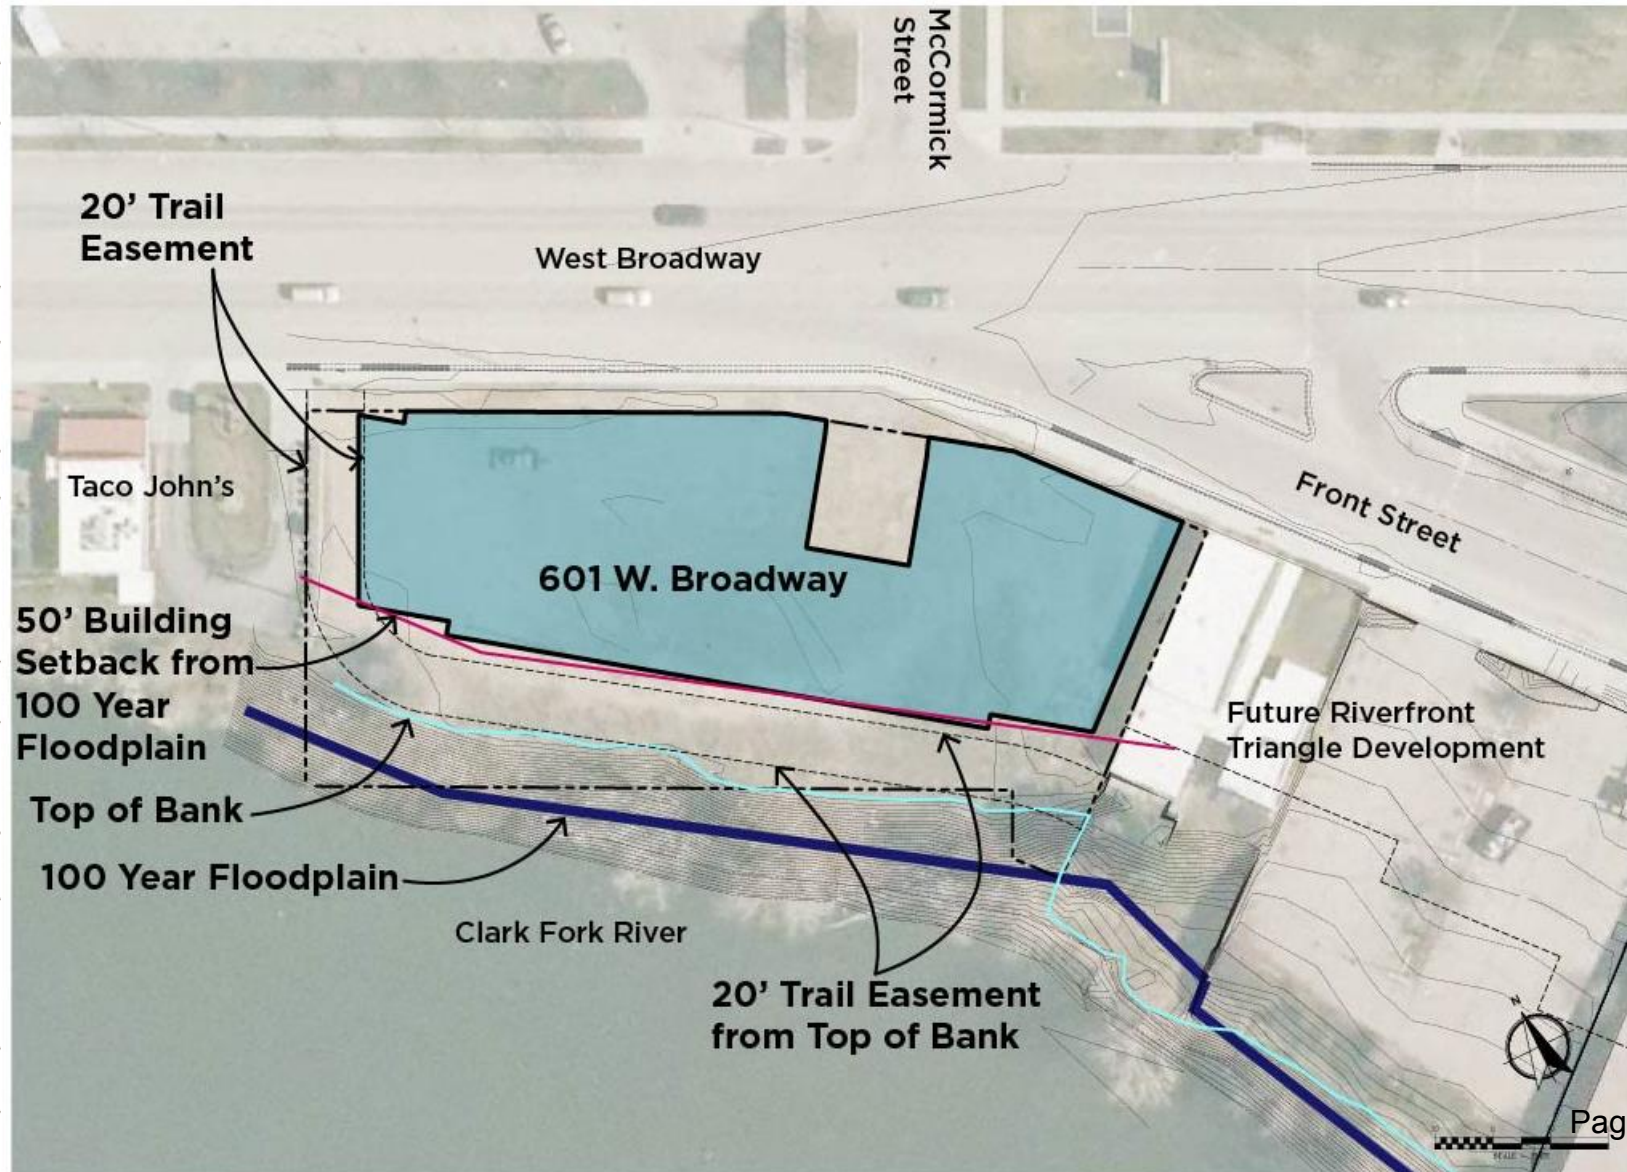 McCormick
Street
20’ Trail
Easement
West Broadway
Taco John’s
Front Street
601 W. Broadway
50’ Building
Setback from
100 Year
Floodplain
Future Riverfront
Triangle Development
Top of Bank
100 Year Floodplain
Clark Fork River
20’ Trail Easement
from Top of Bank
N
Pag